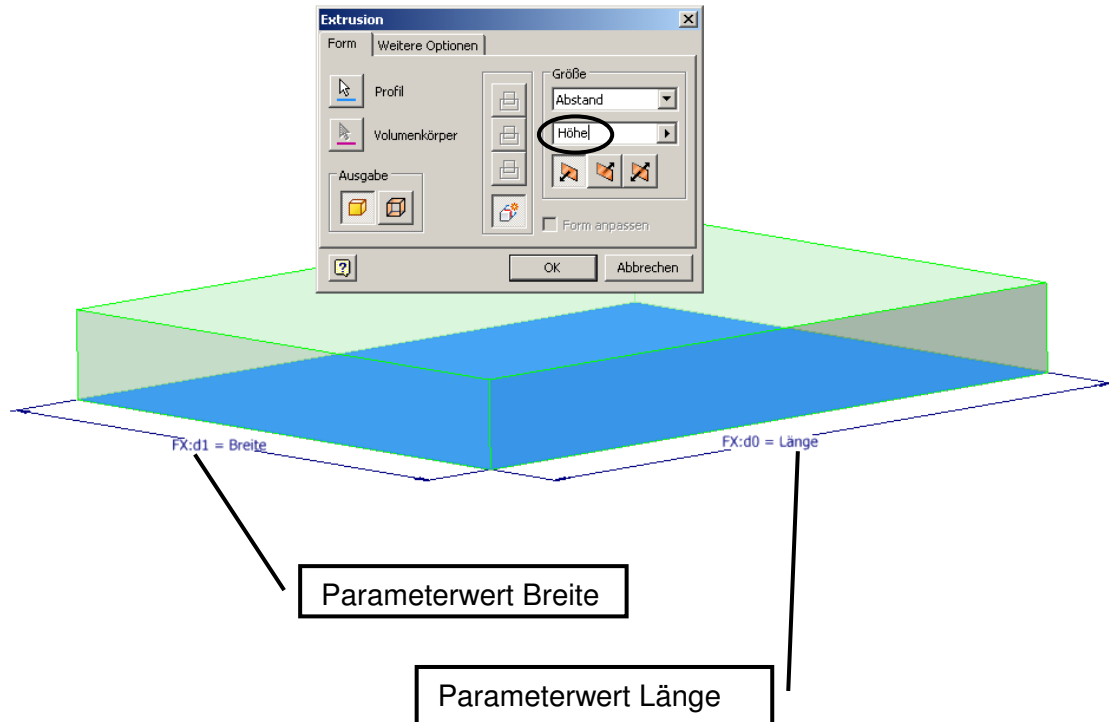 Extrusion
Form
Weitere Optionen
Profil
Volumenkörper
Ausgabe
Größe
Abstand
Höhe
Form anpassen
OK
Abbrechen
FX:d1 = Breite
FX:d0 = Länge
Parameterwert Breite
Parameterwert Länge